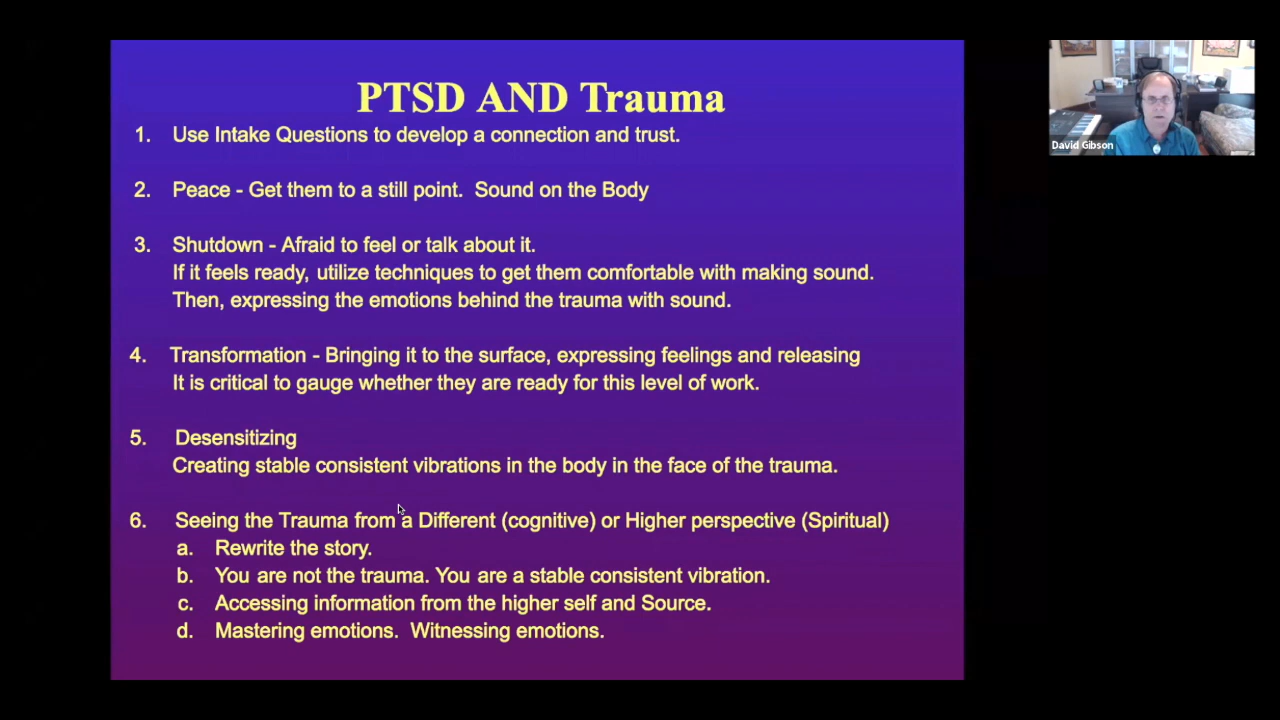 PTSD AND Trauma
1. Use Intake Questions to develop a connection and trust.
2. Peace - Get them to a still point. Sound on the Body
3. Shutdown - Afraid to feel or talk about it.
If it feels ready, utilize techniques to get them comfortable with making sound.
Then, expressing the emotions behind the trauma with sound.
4. Transformation - Bringing it to the surface, expressing feelings and releasing
It is critical to gauge whether they are ready for this level of work.
5. Desensitizing
Creating stable consistent vibrations in the body in the face of the trauma.
6. Seeing the Trauma from a Different (cognitive) or Higher perspective (Spiritual)
a. Rewrite the story.
b. You are not the trauma. You are a stable consistent vibration.
c. Accessing information from the higher self and Source.
d. Mastering emotions. Witnessing emotions.
David Gibson